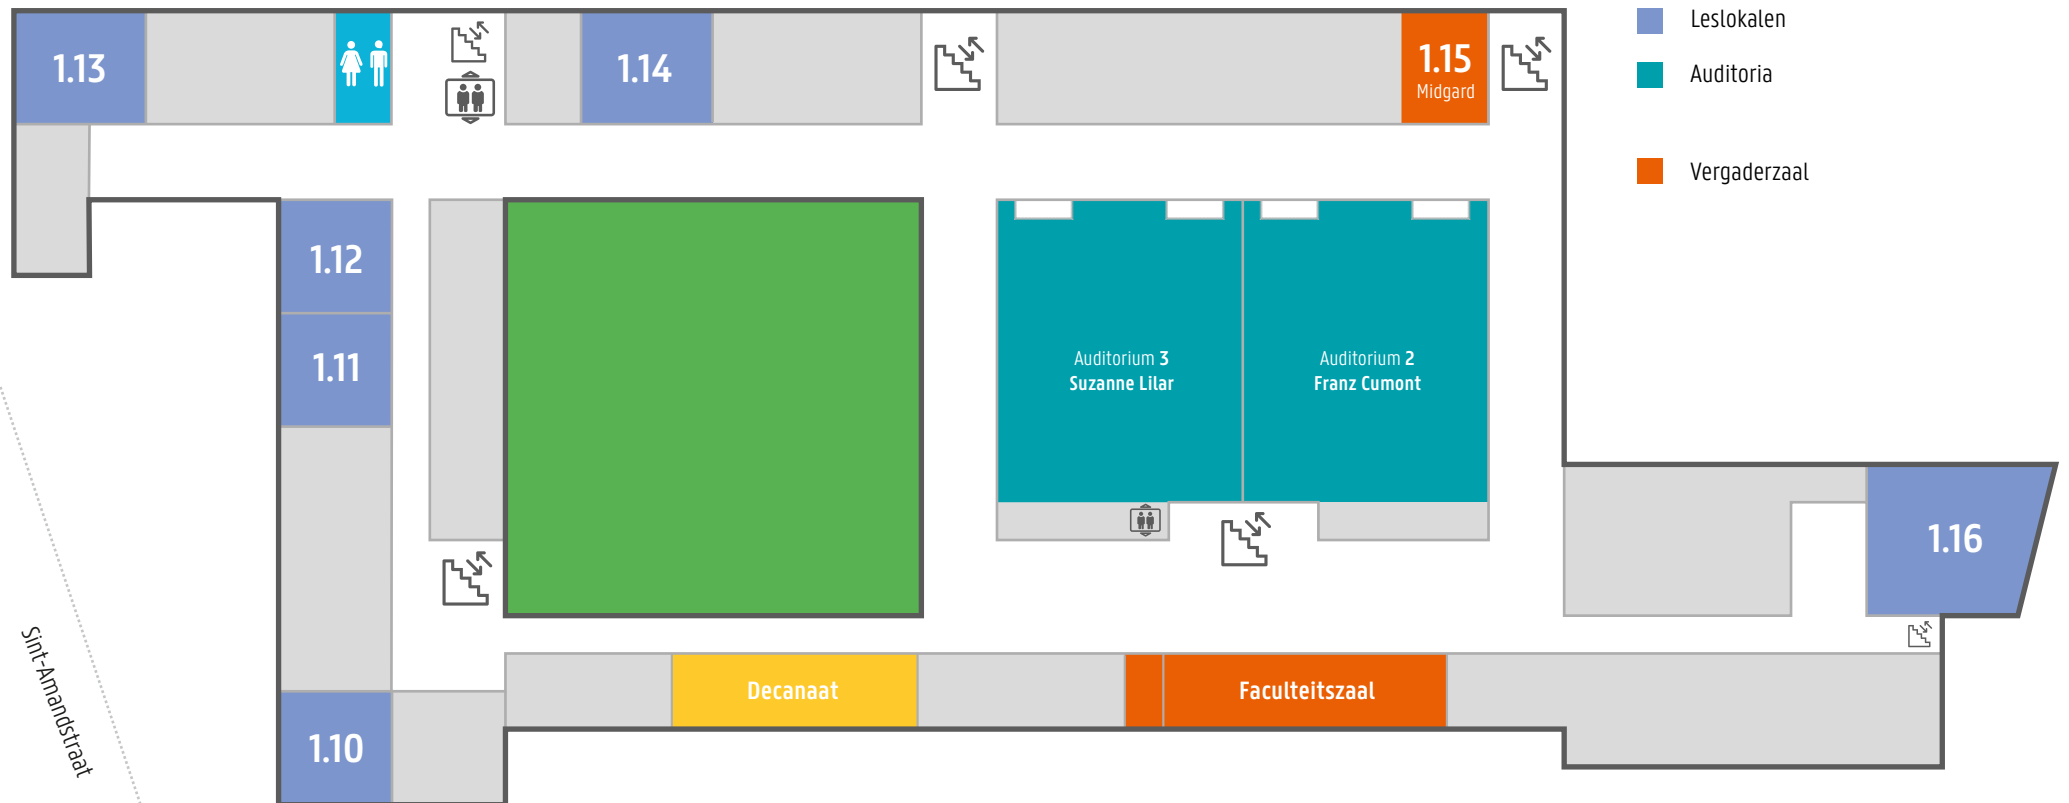 Leslokalen
Auditoria
Vergaderzaal
1.13
1.14
1.15
Midgard
1.12
1.11
Auditorium 3
Suzanne Lilar
Auditorium 2
Franz Cumont
1.16
Sint-Amandstraat
Decanaat
Faculteitszaal
1.10